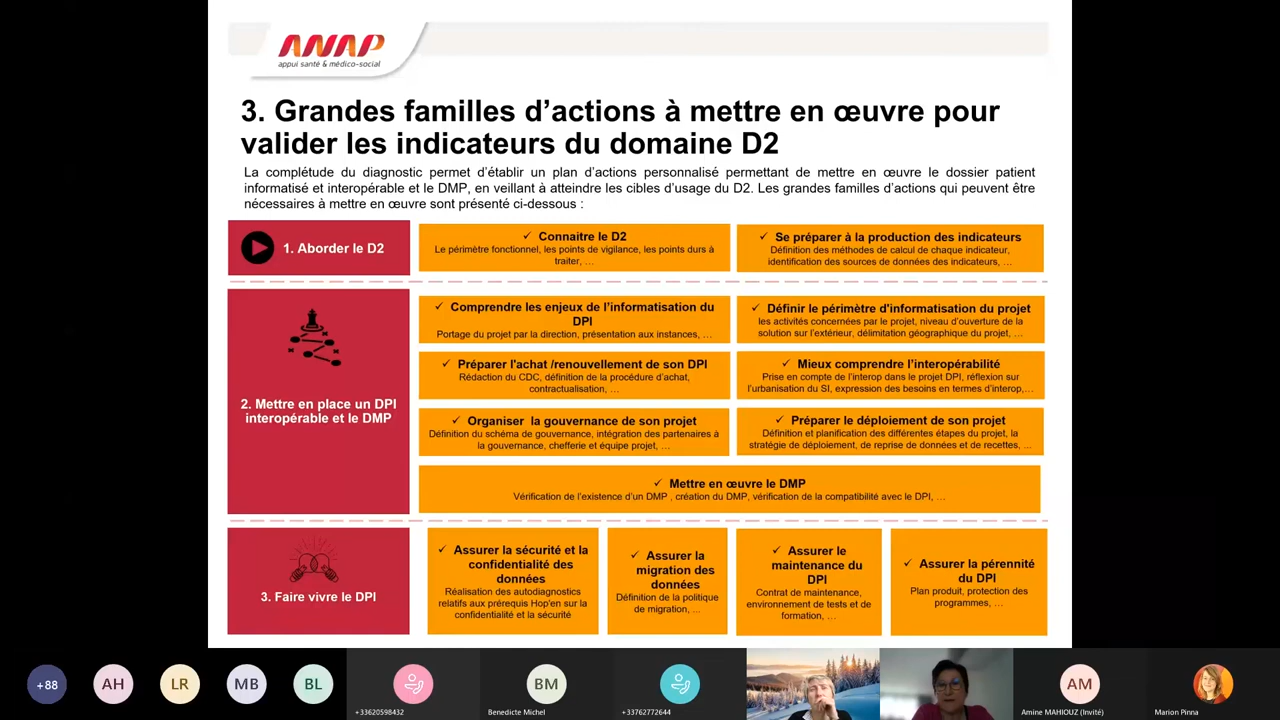 ANAP
appui santé & médico-social
3. Grandes familles d’actions à mettre en œuvre pour
valider les indicateurs du domaine D2
La complétude du diagnostic permet d’établir un plan d’actions personnalisé permettant de mettre en œuvre le dossier patient
informatisé et interopérable et le DMP, en veillant à atteindre les cibles d’usage du D2. Les grandes familles d’actions qui peuvent être
nécessaires à mettre en œuvre sont présenté ci-dessous :
1. Aborder le D2
✓ Connaitre le D2
Le périmètre fonctionnel, les points de vigilance, les points durs à
traiter, …
✓ Se préparer à la production des indicateurs
Définition des méthodes de calcul de chaque indicateur,
identification des sources de données des indicateurs, …
2. Mettre en place un DPI
interopérable et le DMP
✓ Comprendre les enjeux de l’informatisation du
DPI
Portage du projet par la direction, présentation aux instances, …
✓ Définir le périmètre d'informatisation du projet
les activités concernées par le projet, niveau d’ouverture de la
solution sur l’extérieur, délimitation géographique du projet, …
✓ Préparer l'achat /renouvellement de son DPI
Rédaction du CDC, définition de la procédure d’achat,
contractualisation, …
✓ Mieux comprendre l’interopérabilité
Prise en compte de l’interop dans le projet DPI, réflexion sur
l’urbanisation du SI, expression des besoins en termes d’interop,…
✓ Organiser la gouvernance de son projet
Définition du schéma de gouvernance, intégration des partenaires à
la gouvernance, chefferie et équipe projet, …
✓ Préparer le déploiement de son projet
Définition et planification des différentes étapes du projet, la
stratégie de déploiement, de reprise de données et de recettes, …
✓ Mettre en œuvre le DMP
Vérification de l’existence d’un DMP , création du DMP, vérification de la compatibilité avec le DPI, …
3. Faire vivre le DPI
✓ Assurer la sécurité et la
confidentialité des
données
Réalisation des autodiagnostics
relatifs aux prérequis Hop'en sur la
confidentialité et la sécurité
✓ Assurer la
migration des
données
Définition de la politique
de migration, …
✓ Assurer le
maintenance du
DPI
Contrat de maintenance,
environnement de tests et de
formation, …
✓ Assurer la pérennité
du DPI
Plan produit, protection des
programmes, …
+88
AH
LR
MB
BL
+33620598432
BM
Benedicte Michel
+33762772644
AM
Amine MAHIOUZ (Invité)
Marion Pinna